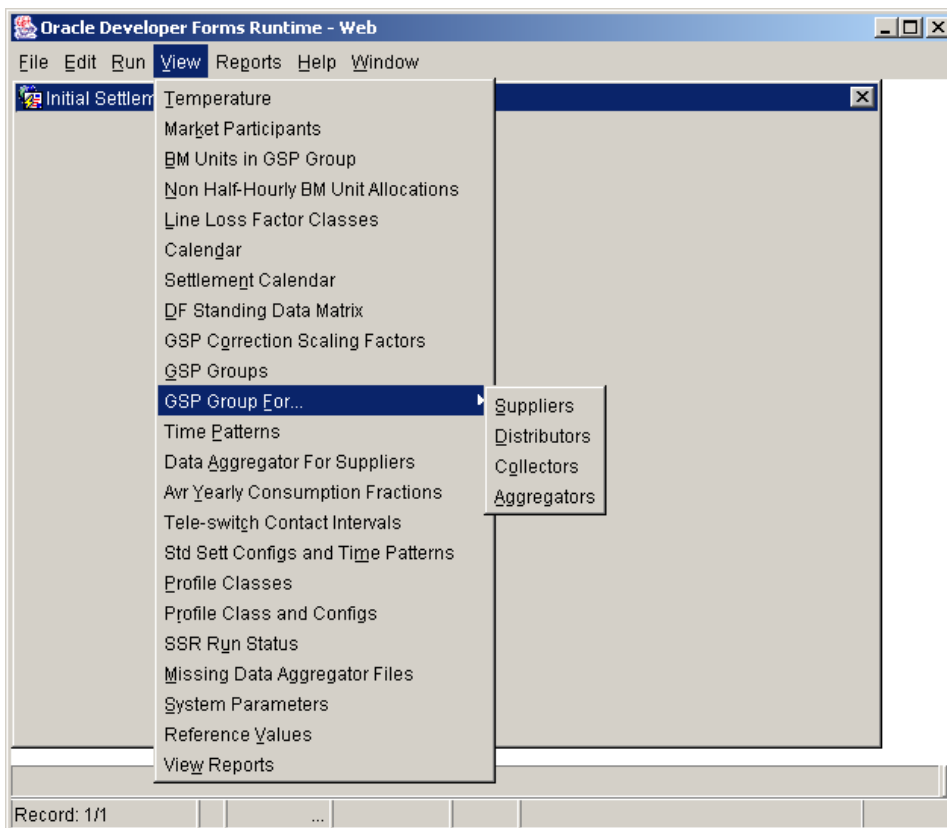 Oracle Developer Forms Runtime - Web
File Edit Run View Reports Help Window
Initial Settlem
Temperature
Market Participants
BM Units in GSP Group
Non Half-Hourly BM Unit Allocations
Line Loss Factor Classes
Calendar
Settlement Calendar
DF Standing Data Matrix
GSP Correction Scaling Factors
GSP Groups
GSP Group For...
Suppliers
Distributors
Collectors
Aggregators
Time Patterns
Data Aggregator For Suppliers
Avr Yearly Consumption Fractions
Tele-switch Contact Intervals
Std Sett Configs and Time Patterns
Profile Classes
Profile Class and Configs
SSR Run Status
Missing Data Aggregator Files
System Parameters
Reference Values
View Reports
Record: 1/1 ...